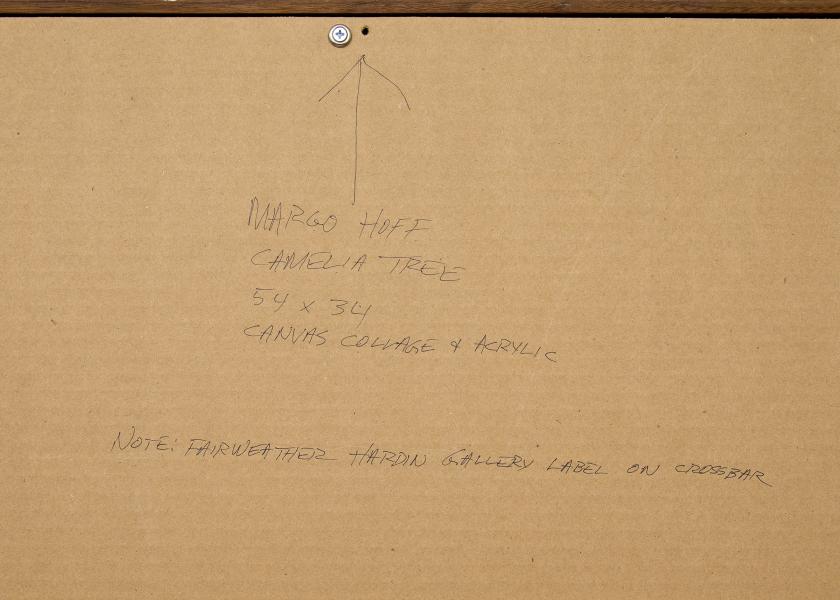 MARGO HOFF
CAMELIA TREE
54 x 34
CANVAS COLLAGE & ACRYLIC
NOTE: FAIRWEATHER HARDIN GALLERY LABEL ON CROSSBAR